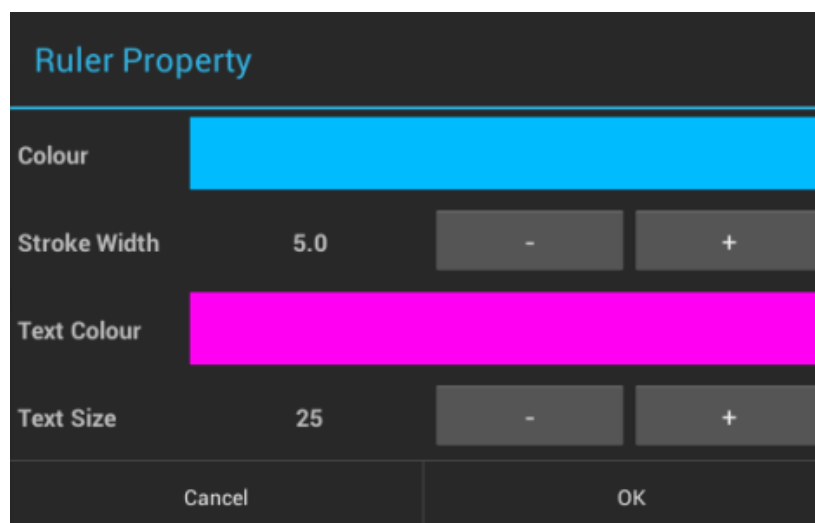 Ruler Property
Colour
Stroke Width 5.0 - +
Text Colour
Text Size 25 - +
Cancel OK